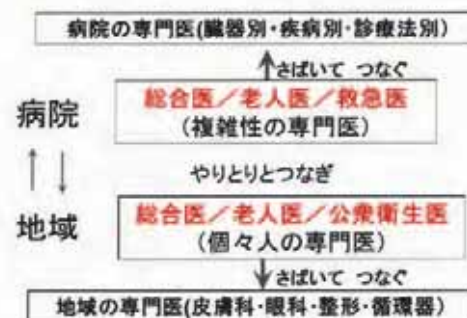 病院の専門医(臓器別・疾病別・診療法別)
さばいて つなぐ
総合医／老人医／救急医
(複雑性の専門医)
病院
やりとりとつなぎ
地域
総合医／老人医／公衆衛生医
(個々人の専門医)
さばいて つなぐ
地域の専門医(皮膚科・眼科・整形・循環器)